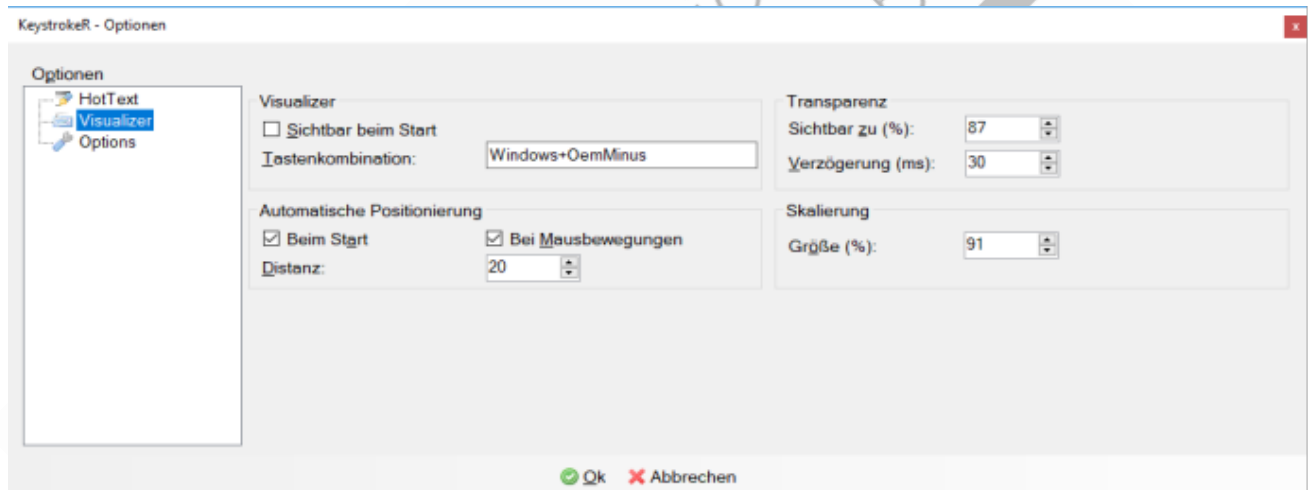 KeystrokeR - Optionen
x
Optionen
HotText
Visualizer
Options
Visualizer
Sichtbar beim Start
Tastenkombination:
Windows+OemMinus
Automatische Positionierung
Beim Start
Bei Mausbewegungen
Distanz:
20
Transparenz
Sichtbar zu (%):
87
Verzögerung (ms):
30
Skalierung
Größe (%):
91
Ok
Abbrechen